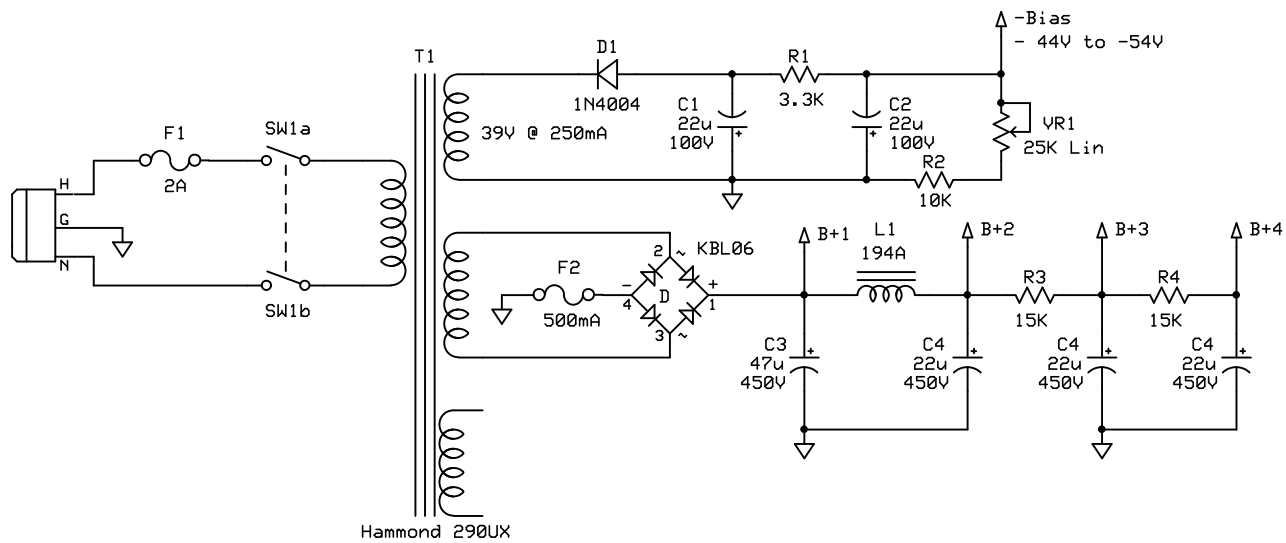 -Bias
- 44V to -54V
T1
D1
1N4004
R1
3.3K
C1
22u
100V
+
C2
22u
100V
+
VR1
25K Lin
39V @ 250mA
R2
10K
F1
2A
SW1a
H
G
N
SW1b
2
~
KBL06
-
4
D
+
1
3
~
F2
500mA
B+1
L1
194A
B+2
B+3
B+4
R3
15K
R4
15K
C3
47u
450V
+
C4
22u
450V
+
C4
22u
450V
+
C4
22u
450V
+
Hammond 290UX